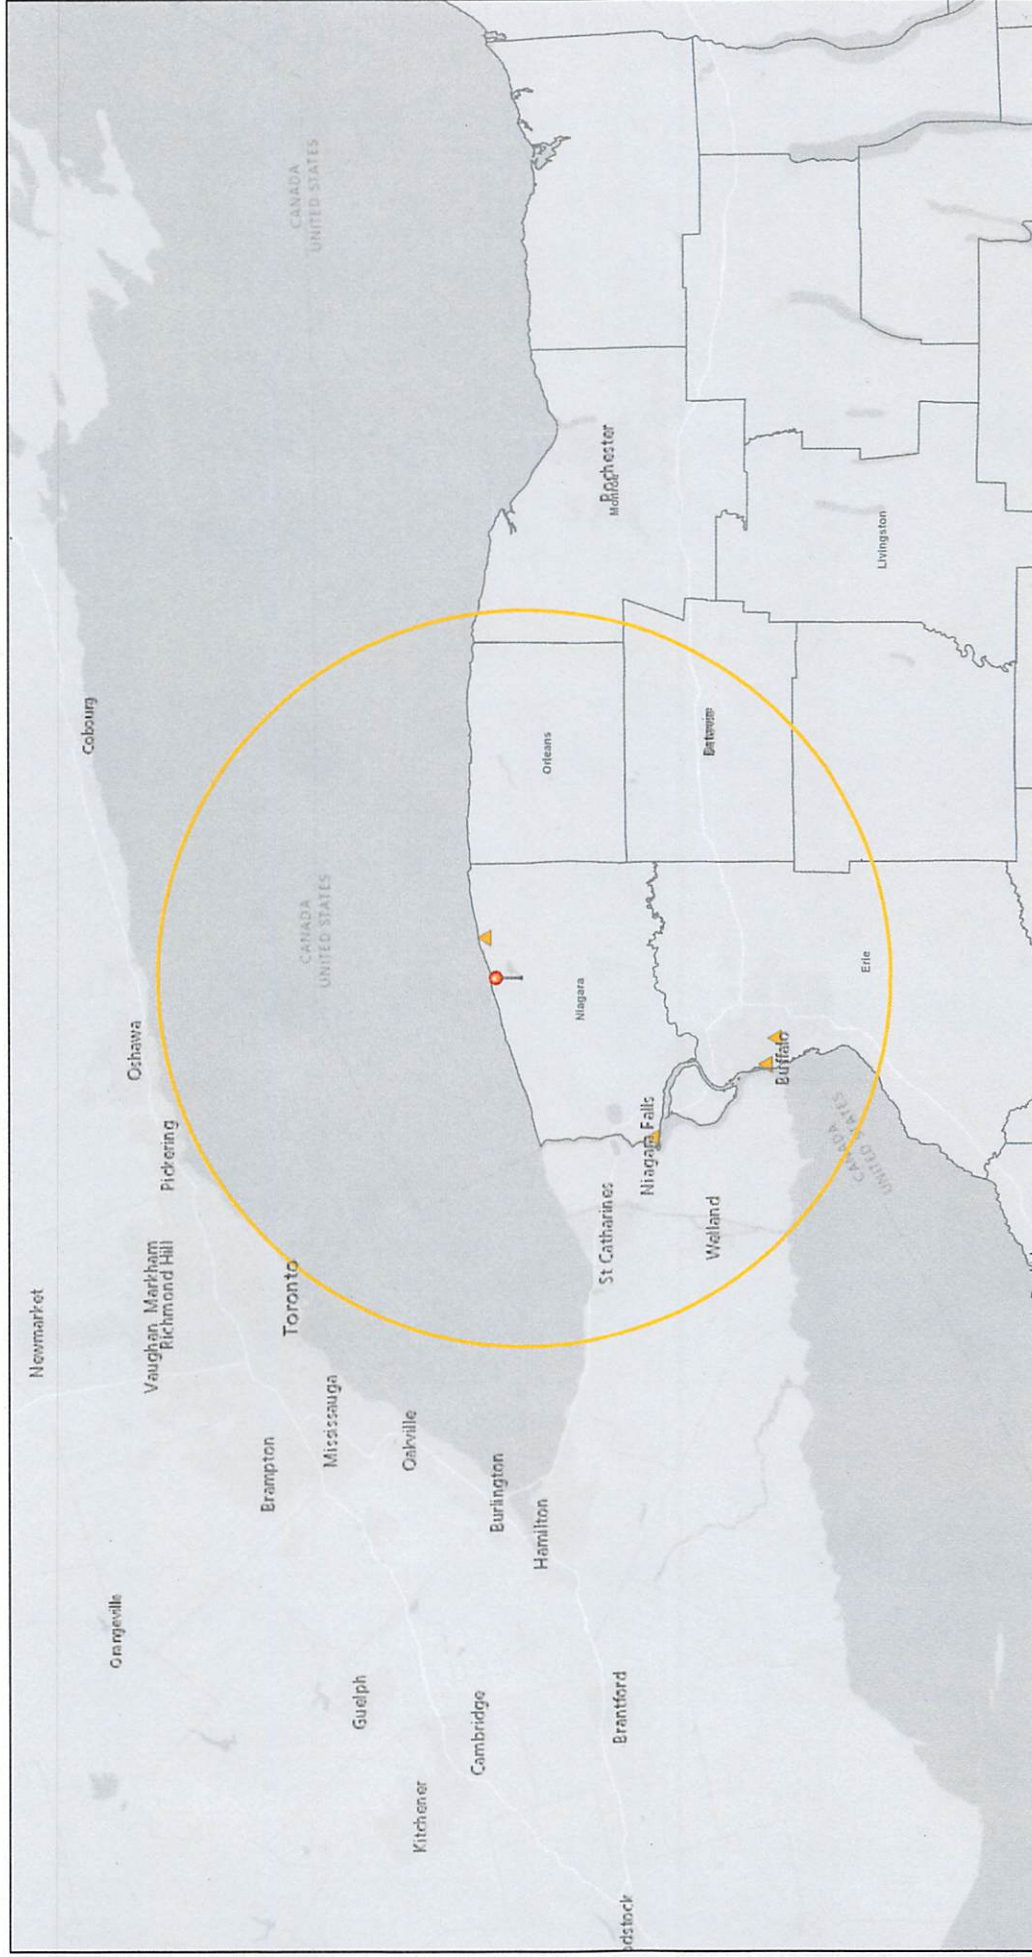 Newmarket
Orangeville
Cobourg
Oshawa
Pickering
Vaughan Markham
Richmond Hill
Toronto
Brampton
Mississauga
Guelph
Oakville
Kitchener
Cambridge
Burlington
Hamilton
Brantford
dstock
CANADA
UNITED STATES
CANADA
UNITED STATES
St Catharines
Niagara Falls
Welland
Niagara
Orleans
Rochester
Monroe
Livingston
Erie
Buffalo
CANADA
UNITED STATES